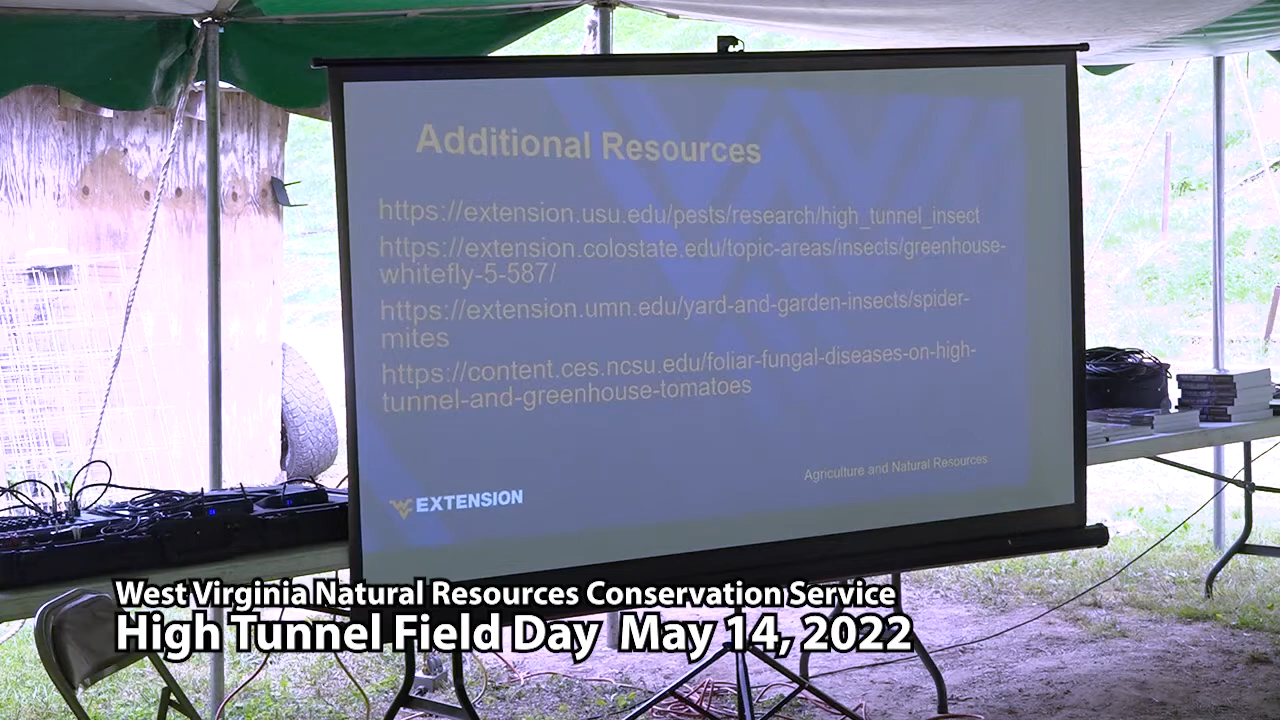 Additional Resources
https://extension.usu.edu/pests/research/high_tunnel_insect
https://extension.colostate.edu/topic-areas/insects/greenhouse-
whitefly-5-587/
https://extension.umn.edu/yard-and-garden-insects/spider-
mites
https://content.ces.ncsu.edu/foliar-fungal-diseases-on-high-
tunnel-and-greenhouse-tomatoes
Agriculture and Natural Resources
EXTENSION
West Virginia Natural Resources Conservation Service
High Tunnel Field Day May 14, 2022